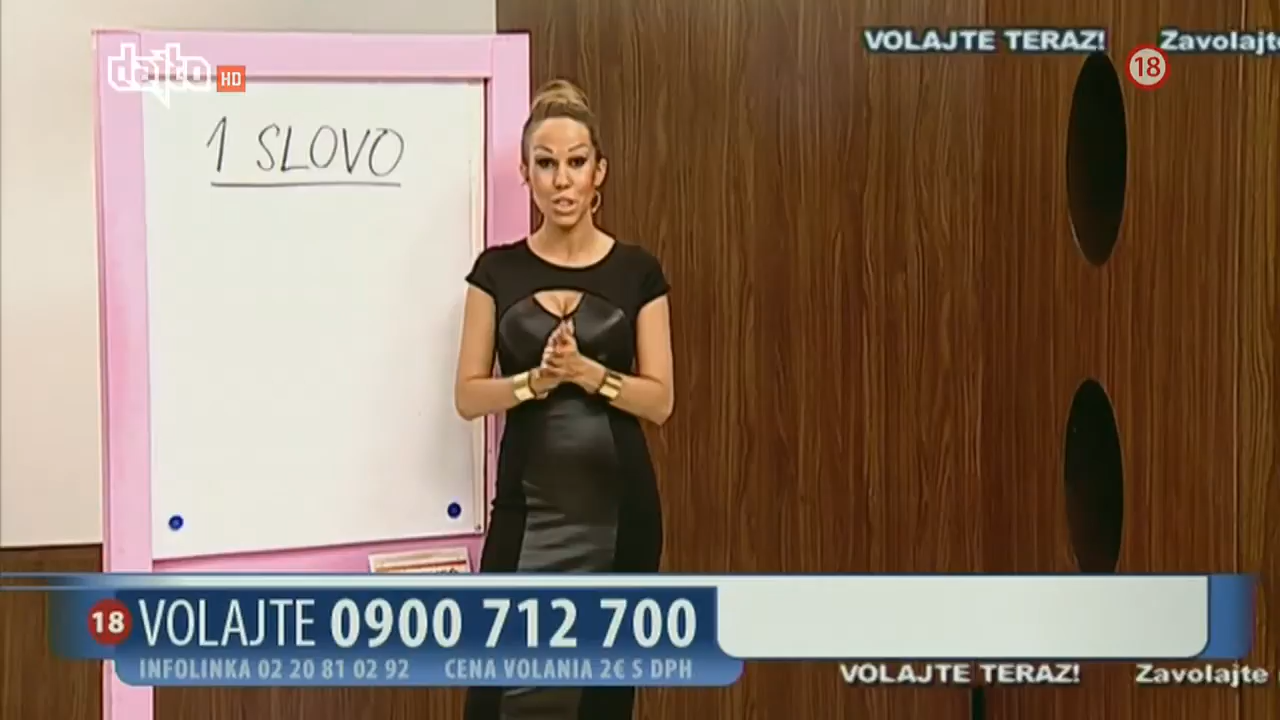 dajto HD
VOLAJTE TERAZ! Zavolajte
18
1 SLOVO
18 VOLAJTE 0900 712 700
INFOLINKA 02 20 81 02 92 CENA VOLANIA 2€ S DPH
VOLAJTE TERAZ! Zavolajte